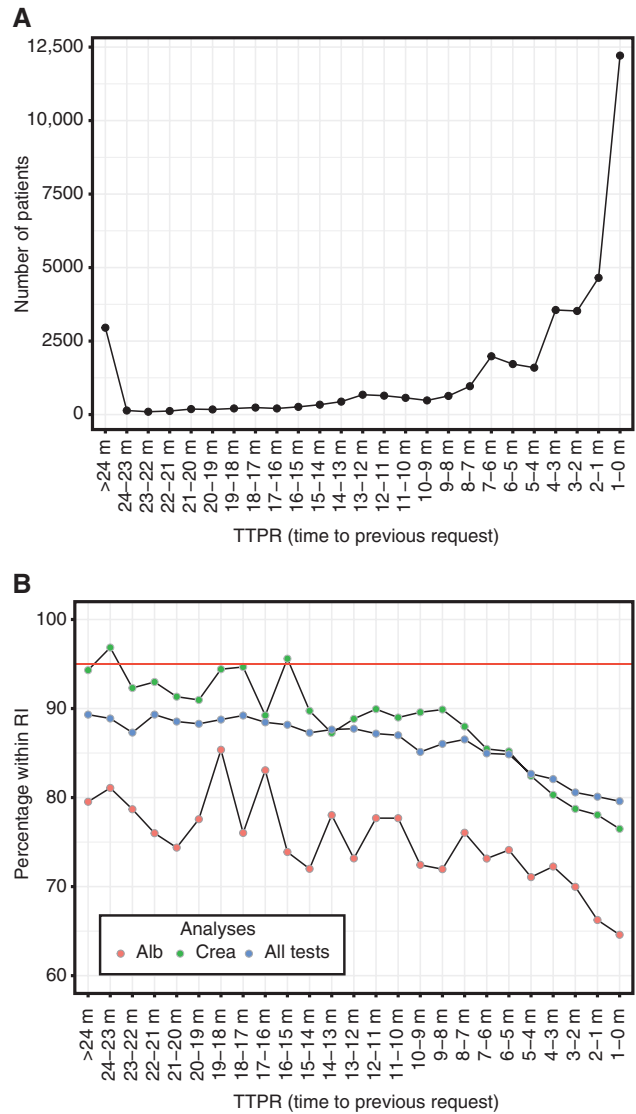 A
12,500
10,000
7500
5000
2500
0
Number of patients
>24 m
24–23 m
23–22 m
22–21 m
21–20 m
20–19 m
19–18 m
18–17 m
17–16 m
16–15 m
15–14 m
14–13 m
13–12 m
12–11 m
11–10 m
10–9 m
9–8 m
8–7 m
7–6 m
6–5 m
5–4 m
4–3 m
3–2 m
2–1 m
1–0 m
TTPR (time to previous request)
B
100
90
80
70
60
Percentage within RI
Analyses
Alb Crea All tests
>24 m
24–23 m
23–22 m
22–21 m
21–20 m
20–19 m
19–18 m
18–17 m
17–16 m
16–15 m
15–14 m
14–13 m
13–12 m
12–11 m
11–10 m
10–9 m
9–8 m
8–7 m
7–6 m
6–5 m
5–4 m
4–3 m
3–2 m
2–1 m
1–0 m
TTPR (time to previous request)